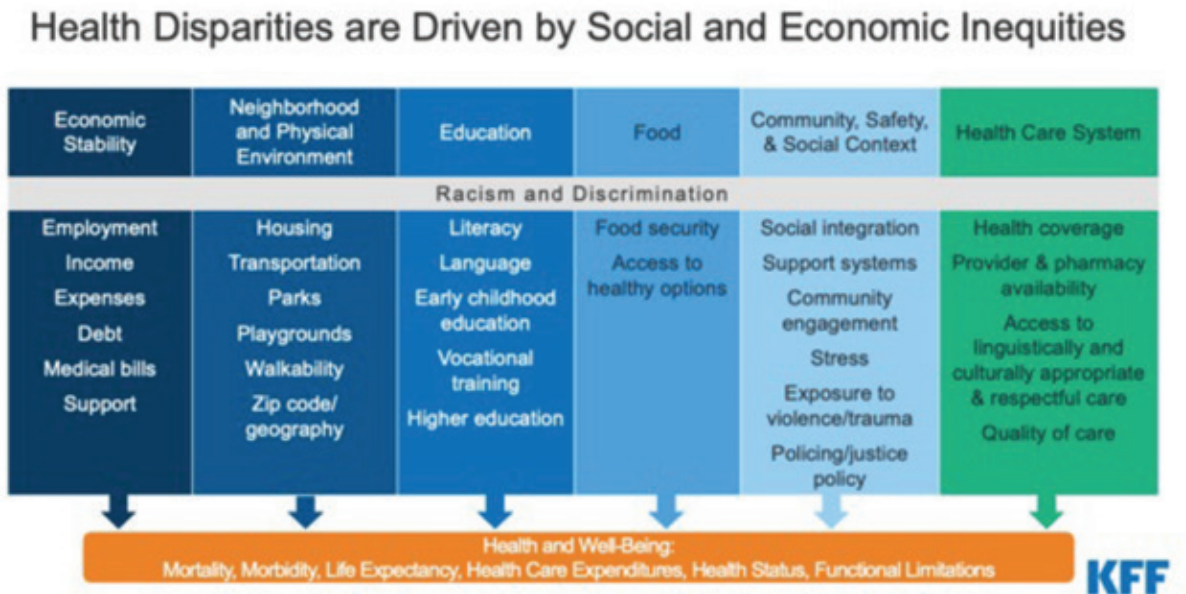 Health Disparities are Driven by Social and Economic Inequities
Economic
Stability
Neighborhood
and Physical
Environment
Education
Food
Community, Safety,
& Social Context
Health Care System
Racism and Discrimination
Employment
Income
Expenses
Debt
Medical bills
Support
Housing
Transportation
Parks
Playgrounds
Walkability
Zip code/
geography
Literacy
Language
Early childhood
education
Vocational
training
Higher education
Food security
Access to
healthy options
Social integration
Support systems
Community
engagement
Stress
Exposure to
violence/trauma
Policing/justice
policy
Health coverage
Provider & pharmacy
availability
Access to
linguistically and
culturally appropriate
& respectful care
Quality of care
Health and Well-Being:
Mortality, Morbidity, Life Expectancy, Health Care Expenditures, Health Status, Functional Limitations
KFF